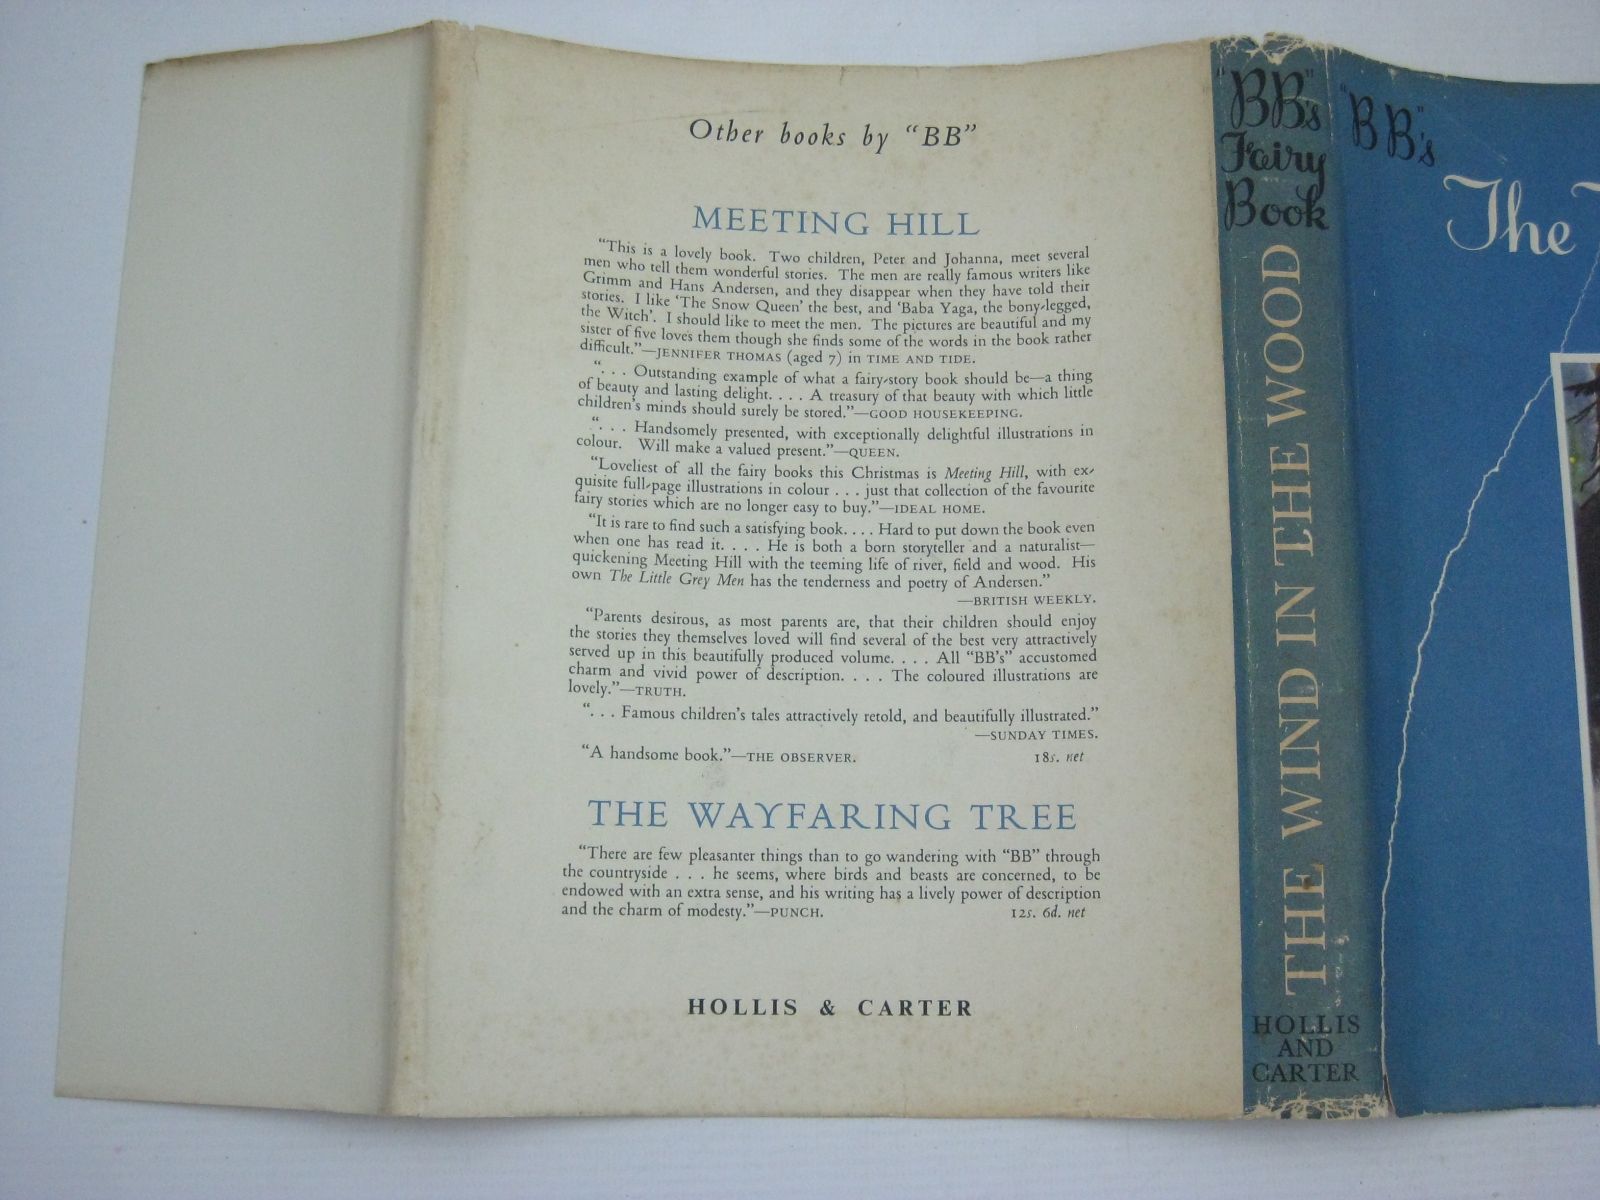 Other books by "BB"
MEETING HILL
"This is a lovely book. Two children, Peter and Johanna, meet several
men who tell them wonderful stories. The men are really famous writers like
Grimm and Hans Andersen, and they disappear when they have told their
stories. I like 'The Snow Queen' the best, and 'Baba Yaga, the bony-legged,
the Witch'. I should like to meet the men. The pictures are beautiful and my
sister of five loves them though she finds some of the words in the book rather
difficult."—JENNIFER THOMAS (aged 7) in TIME AND TIDE.
". . . Outstanding example of what a fairy-story book should be—a thing
of beauty and lasting delight. . . . A treasury of that beauty with which little
children's minds should surely be stored."—GOOD HOUSEKEEPING.
". . . Handsomely presented, with exceptionally delightful illustrations in
colour. Will make a valued present."—QUEEN.
"Loveliest of all the fairy books this Christmas is Meeting Hill, with ex-
quisite full-page illustrations in colour . . . just that collection of the favourite
fairy stories which are no longer easy to buy."—IDEAL HOME.
"It is rare to find such a satisfying book. . . . Hard to put down the book even
when one has read it. . . . He is both a born storyteller and a naturalist—
quickening Meeting Hill with the teeming life of river, field and wood. His
own The Little Grey Men has the tenderness and poetry of Andersen."
—BRITISH WEEKLY.
"Parents desirous, as most parents are, that their children should enjoy
the stories they themselves loved will find several of the best very attractively
served up in this beautifully produced volume. . . . All "BB's" accustomed
charm and vivid power of description. . . . The coloured illustrations are
lovely."—TRUTH.
". . . Famous children's tales attractively retold, and beautifully illustrated."
—SUNDAY TIMES.
"A handsome book."—THE OBSERVER. 18s. net
THE WAYFARING TREE
"There are few pleasanter things than to go wandering with "BB" through
the countryside . . . he seems, where birds and beasts are concerned, to be
endowed with an extra sense, and his writing has a lively power of description
and the charm of modesty."—PUNCH. 12s. 6d. net
HOLLIS & CARTER
"BB's"
Fairy
Book
THE WIND IN THE WOOD
HOLLIS
AND
CARTER
"BB"'s
The